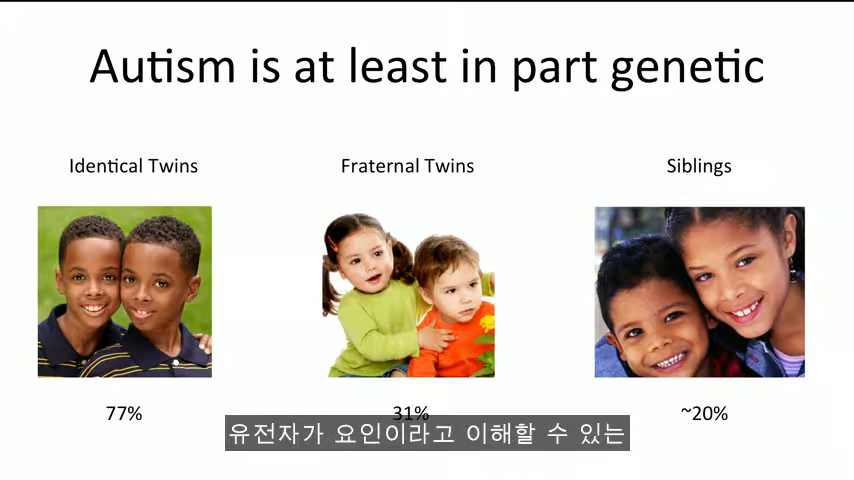 Autism is at least in part genetic
Identical Twins Fraternal Twins Siblings
77% 31% ~20%
유전자가 요인이라고 이해할 수 있는